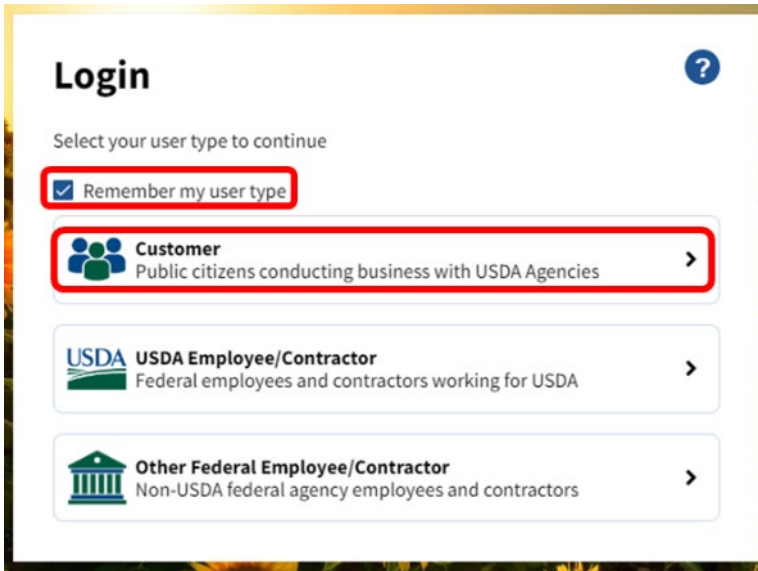 Login
?
Select your user type to continue
Remember my user type
Customer
Public citizens conducting business with USDA Agencies
USDA
USDA Employee/Contractor
Federal employees and contractors working for USDA
Other Federal Employee/Contractor
Non-USDA federal agency employees and contractors